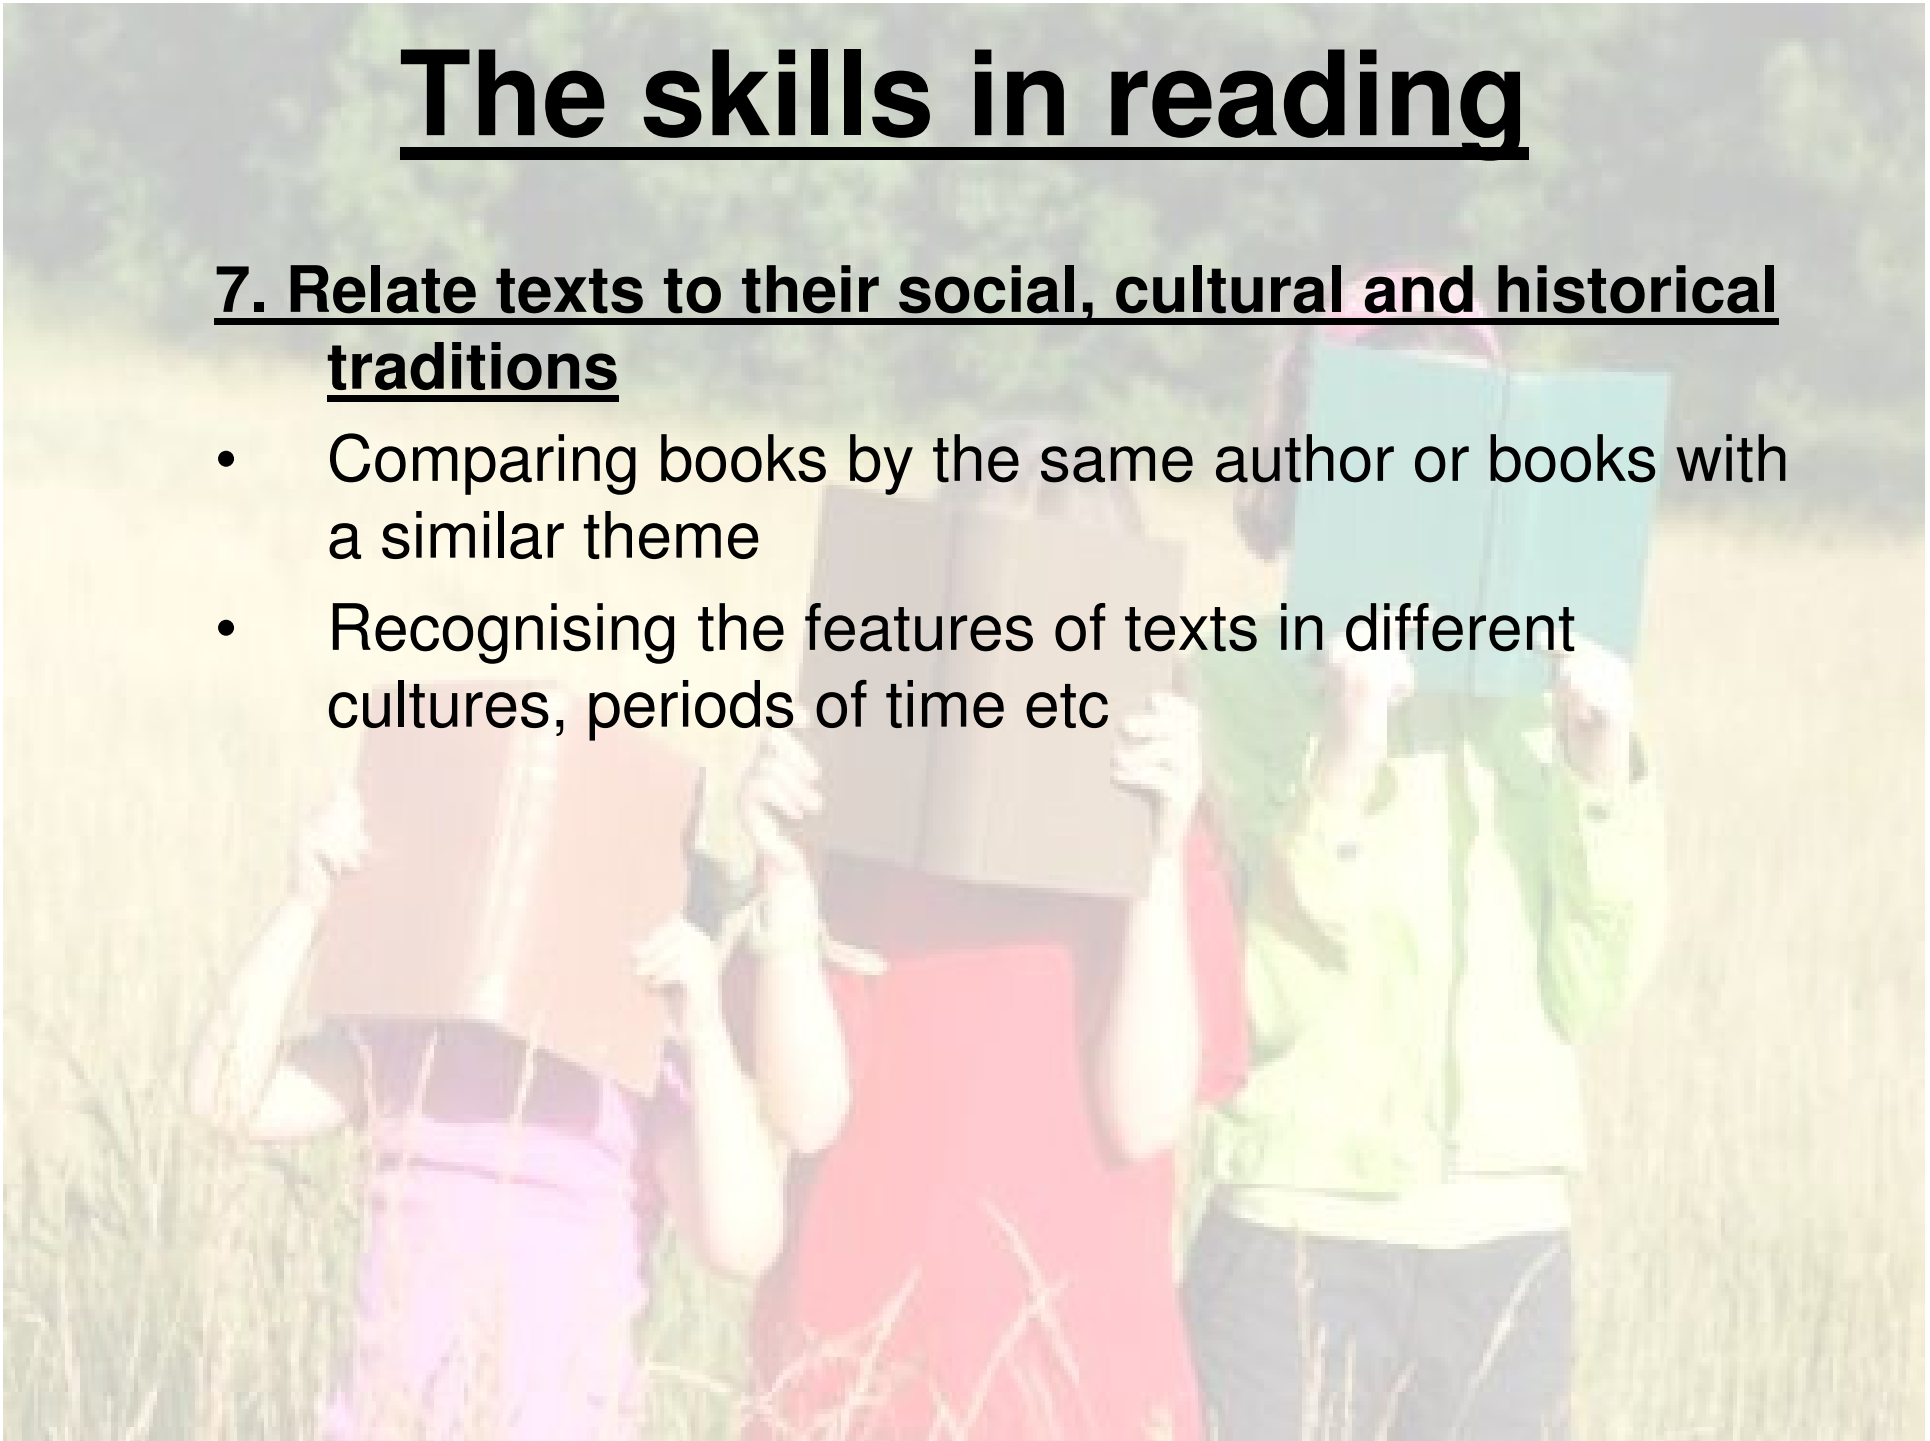 The skills in reading
7. Relate texts to their social, cultural and historical
traditions
• Comparing books by the same author or books with
a similar theme
• Recognising the features of texts in different
cultures, periods of time etc